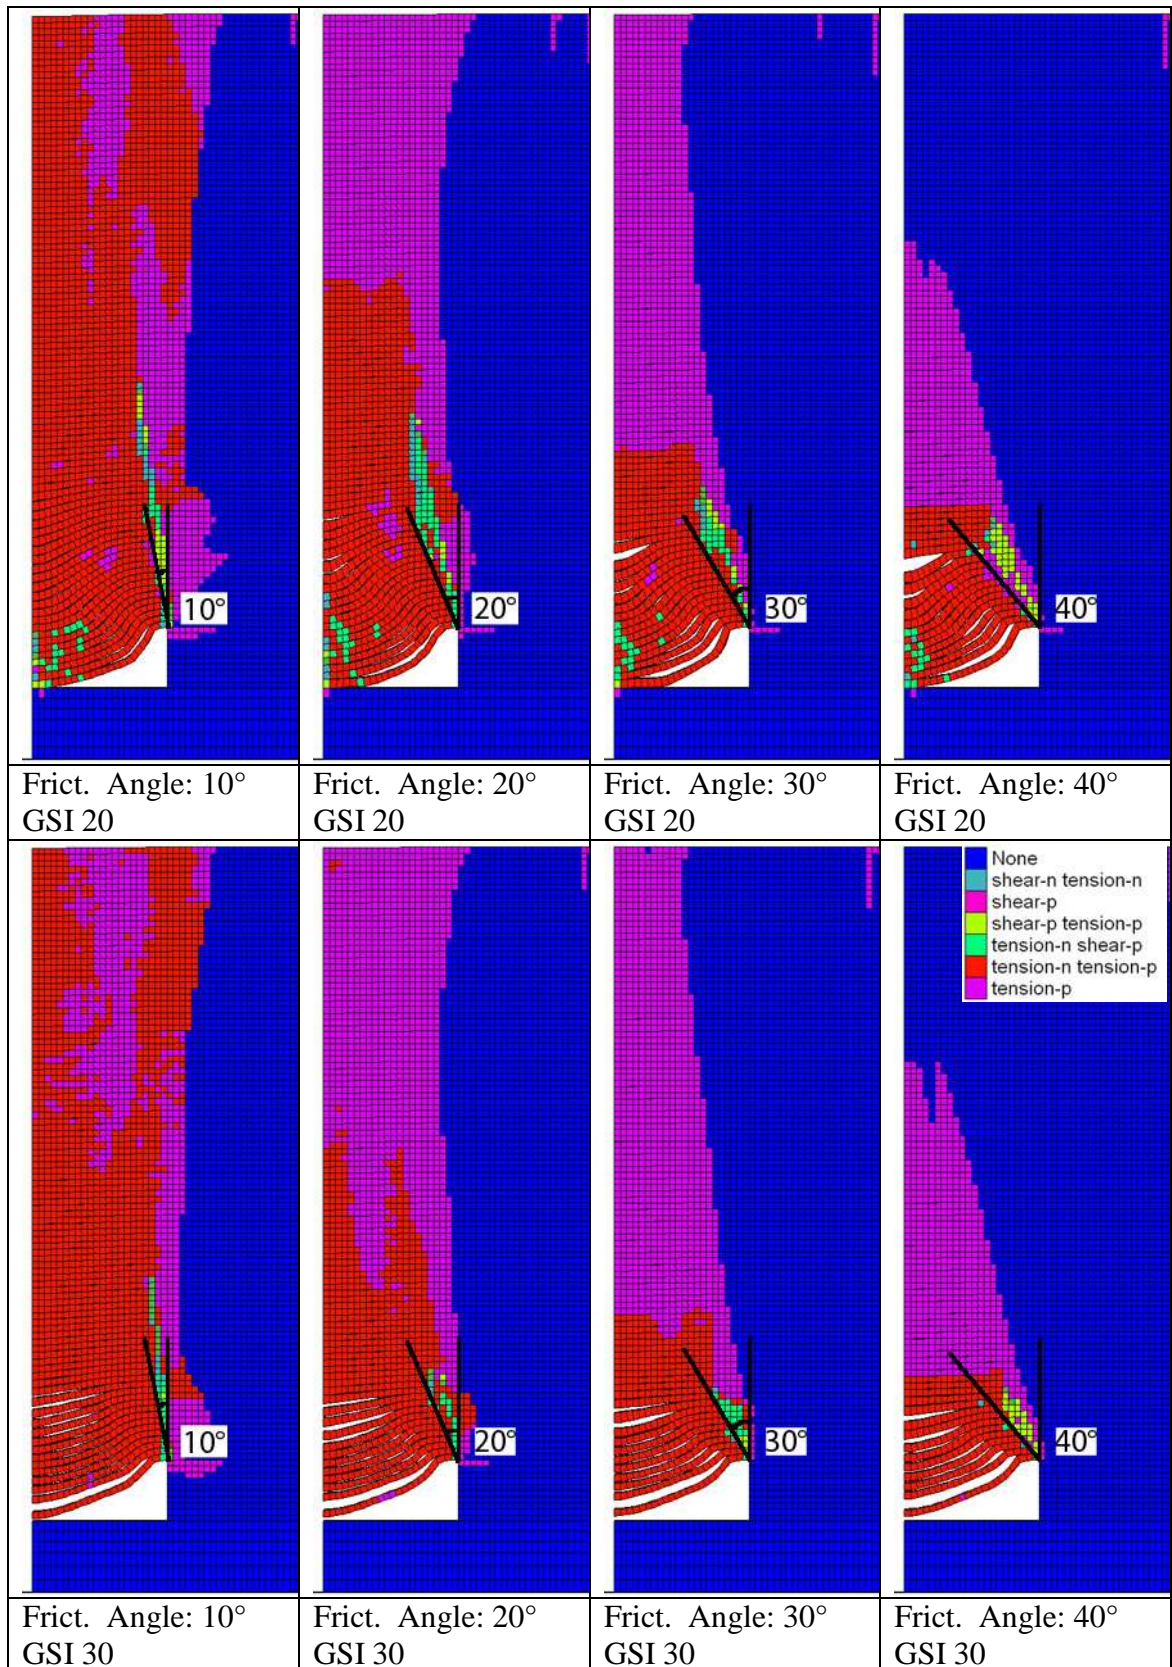 10°
20°
30°
40°
Frict. Angle: 10°
GSI 20
Frict. Angle: 20°
GSI 20
Frict. Angle: 30°
GSI 20
Frict. Angle: 40°
GSI 20
None
shear-n tension-n
shear-p
shear-p tension-p
tension-n shear-p
tension-n tension-p
tension-p
10°
20°
30°
40°
Frict. Angle: 10°
GSI 30
Frict. Angle: 20°
GSI 30
Frict. Angle: 30°
GSI 30
Frict. Angle: 40°
GSI 30